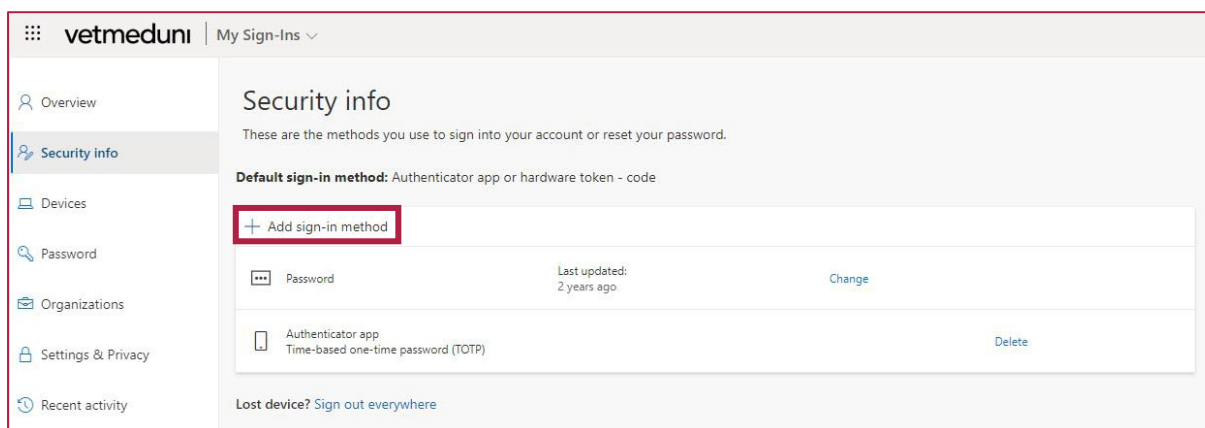 vetmeduni My Sign-Ins
Overview
Security info
Devices
Password
Organizations
Settings & Privacy
Recent activity
Security info
These are the methods you use to sign into your account or reset your password.
Default sign-in method: Authenticator app or hardware token - code
+ Add sign-in method
Password
Last updated:
2 years ago
Change
Authenticator app
Time-based one-time password (TOTP)
Delete
Lost device? Sign out everywhere